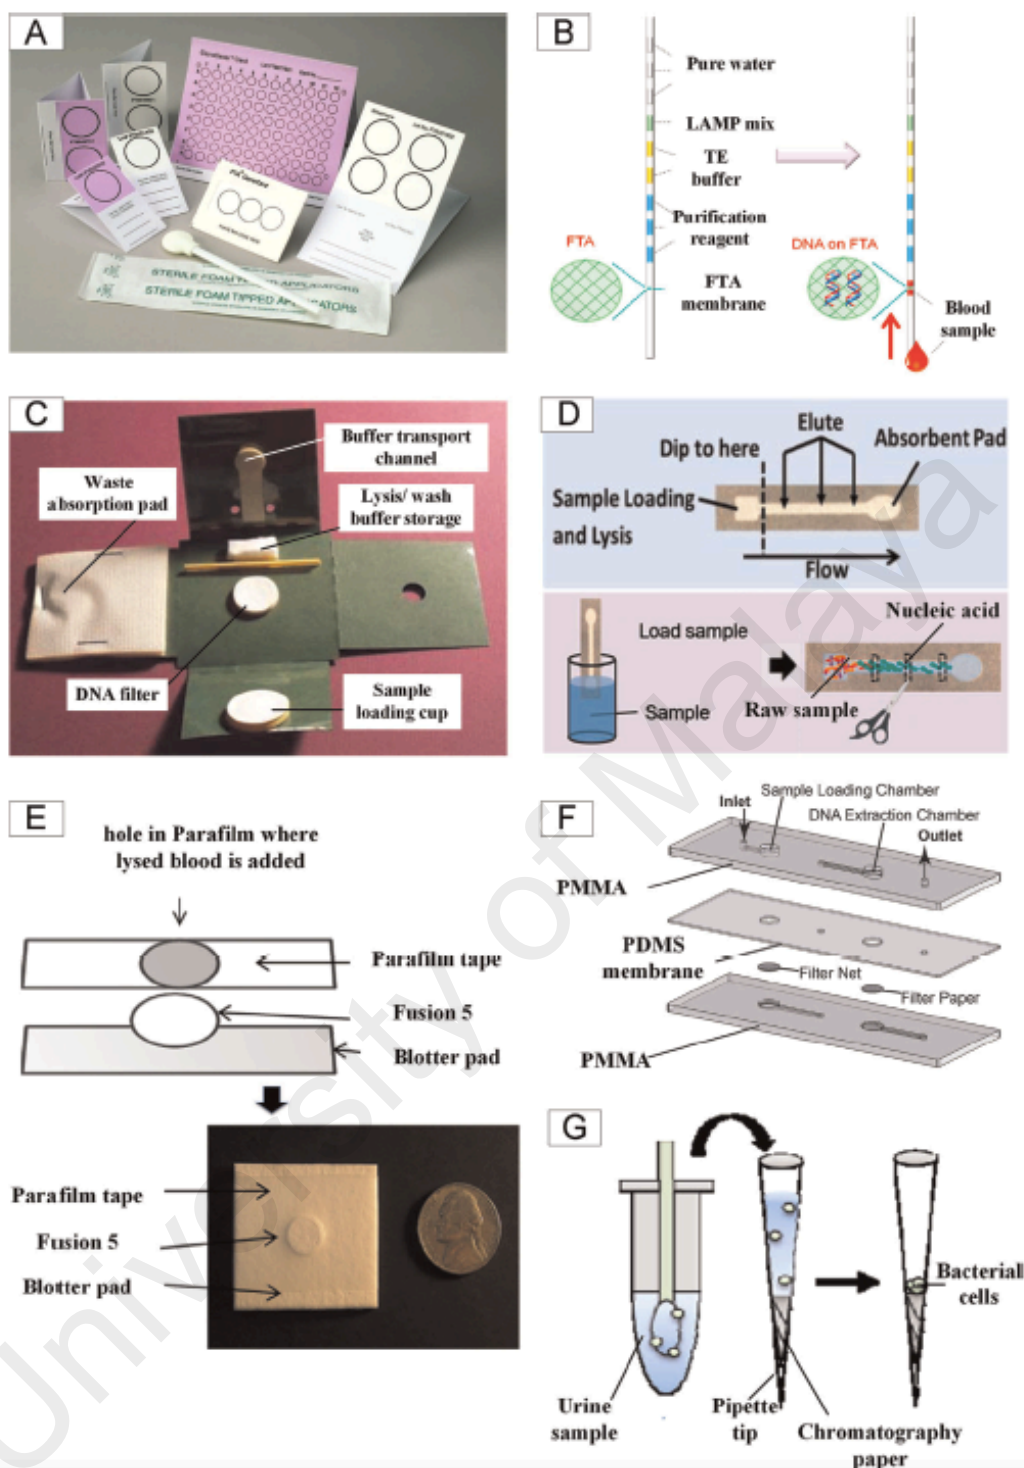 A
STERILE FOAM TIPPED APPLICATORS
STERILE FOAM TIPPED APPLICATORS
B
Pure water
LAMP mix
TE
buffer
Purification
reagent
FTA
FTA
membrane
DNA on FTA
Blood
sample
C
Buffer transport
channel
Waste
absorption pad
Lysis/ wash
buffer storage
DNA filter
Sample
loading cup
D
Elute
Dip to here
Absorbent Pad
Sample Loading
and Lysis
Flow
Nucleic acid
Load sample
Sample
Raw sample
E
hole in Parafilm where
lysed blood is added
Parafilm tape
Fusion 5
Blotter pad
Parafilm tape
Fusion 5
Blotter pad
F
Sample Loading Chamber
Inlet
DNA Extraction Chamber
Outlet
PMMA
PDMS
membrane
Filter Net
Filter Paper
PMMA
G
Bacterial
cells
Urine
sample
Pipette
tip
Chromatography
paper
University of Malaya